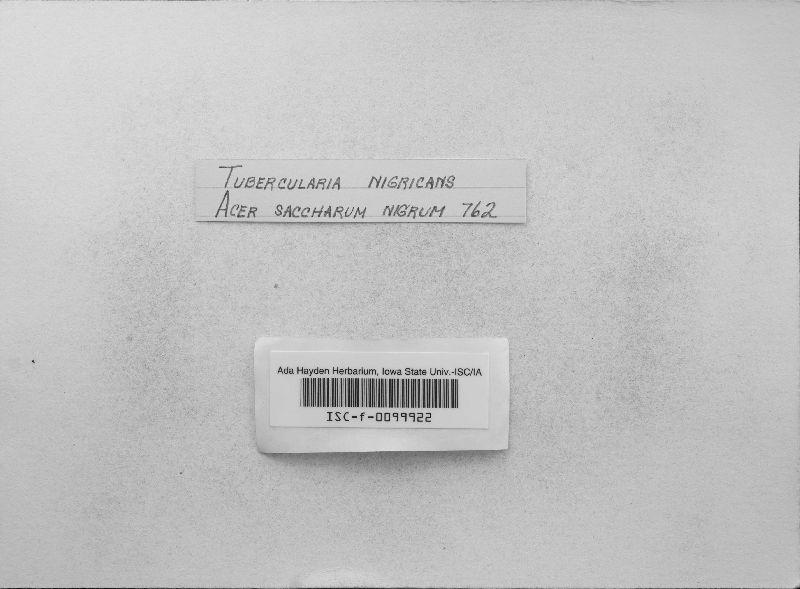 TUBERCULARIA NIGRICANS
ACER SACCHARUM NIGRUM 762
Ada Hayden Herbarium, Iowa State Univ.-ISC/IA
ISC-f-0099922